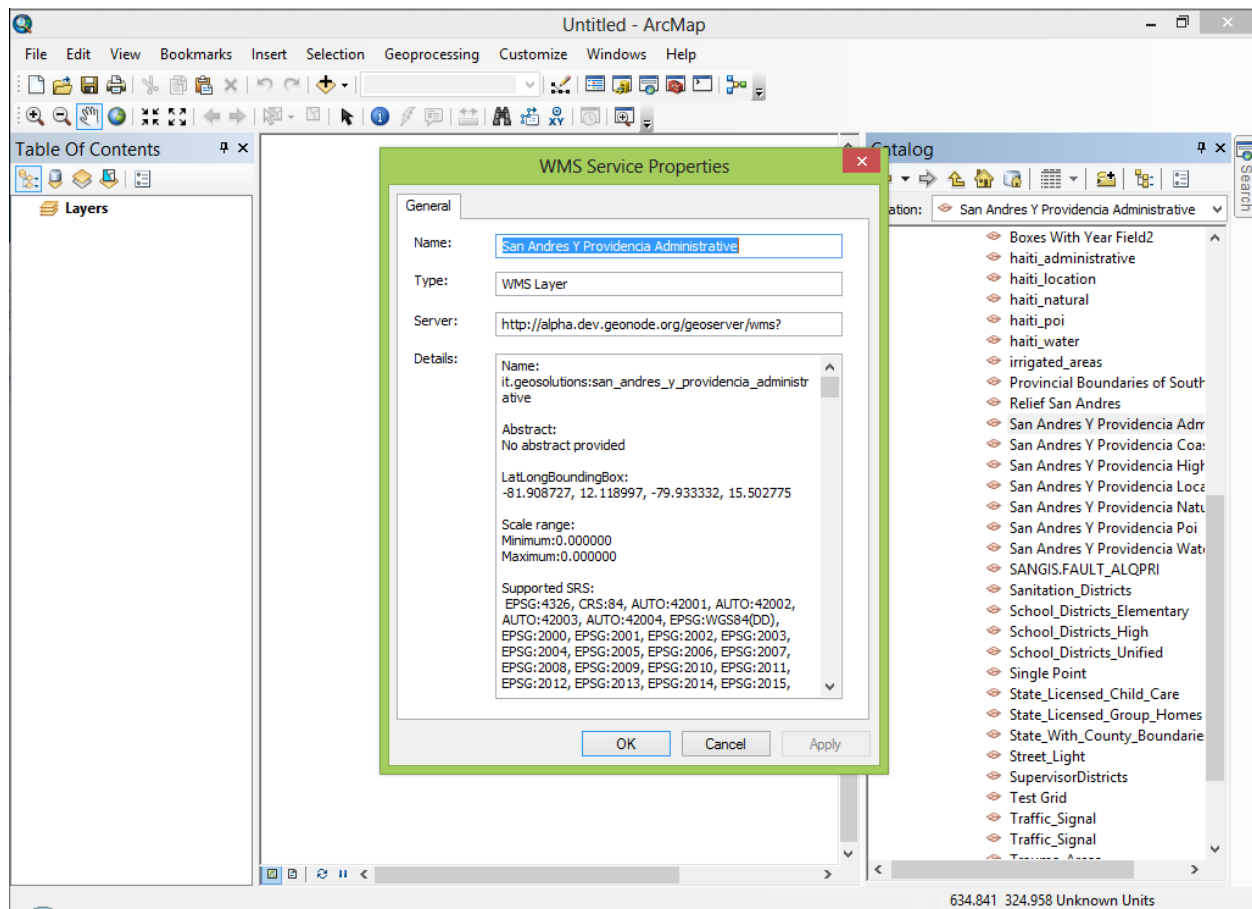 Untitled - ArcMap
File Edit View Bookmarks Insert Selection Geoprocessing Customize Windows Help
Table Of Contents
Layers
WMS Service Properties
General
Name: San Andres Y Providencia Administrative
Type: WMS Layer
Server: http://alpha.dev.geonode.org/geoserver/wms?
Details:
Name:
it.geosolutions:san_andres_y_providencia_administr
ative
Abstract:
No abstract provided
LatLongBoundingBox:
-81.908727, 12.118997, -79.933332, 15.502775
Scale range:
Minimum:0.000000
Maximum:0.000000
Supported SRS:
EPSG:4326, CRS:84, AUTO:42001, AUTO:42002,
AUTO:42003, AUTO:42004, EPSG:WGS84(DD),
EPSG:2000, EPSG:2001, EPSG:2002, EPSG:2003,
EPSG:2004, EPSG:2005, EPSG:2006, EPSG:2007,
EPSG:2008, EPSG:2009, EPSG:2010, EPSG:2011,
EPSG:2012, EPSG:2013, EPSG:2014, EPSG:2015,
OK Cancel Apply
Catalog
ation: San Andres Y Providencia Administrative
Search
Boxes With Year Field2
haiti_administrative
haiti_location
haiti_natural
haiti_poi
haiti_water
irrigated_areas
Provincial Boundaries of South
Relief San Andres
San Andres Y Providencia Adm
San Andres Y Providencia Coas
San Andres Y Providencia High
San Andres Y Providencia Loca
San Andres Y Providencia Natu
San Andres Y Providencia Poi
San Andres Y Providencia Wat
SANGIS.FAULT_ALQPRI
Sanitation_Districts
School_Districts_Elementary
School_Districts_High
School_Districts_Unified
Single Point
State_Licensed_Child_Care
State_Licensed_Group_Homes
State_With_County_Boundarie
Street_Light
SupervisorDistricts
Test Grid
Traffic_Signal
Traffic_Signal
634.841 324.958 Unknown Units